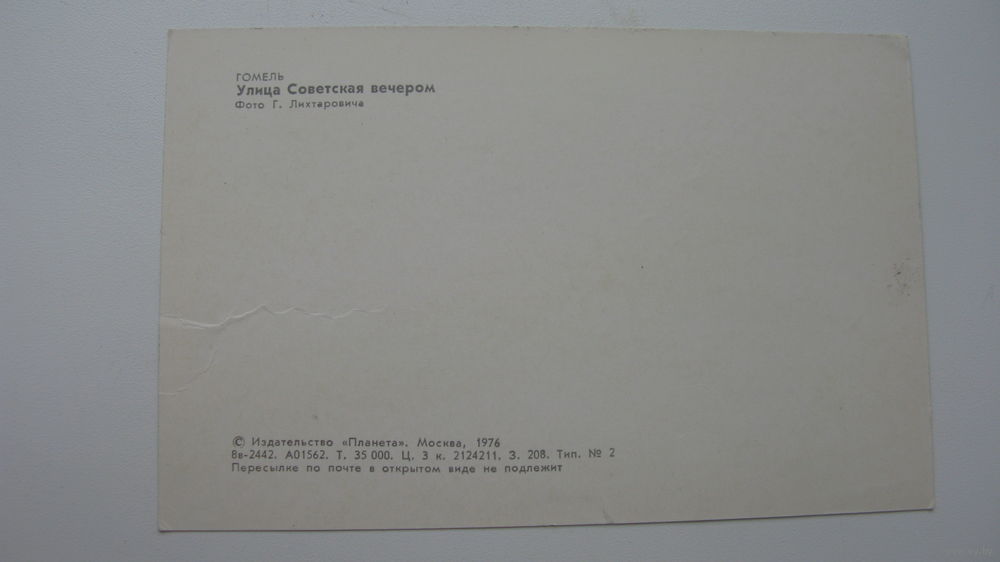 ГОМЕЛЬ
Улица Советская вечером
Фото Г. Лихтаровича
© Издательство «Планета». Москва, 1976
8в-2442. А01562. Т. 35 000. Ц. 3 к. 2124211. З. 208. Тип. № 2
Пересылке по почте в открытом виде не подлежит